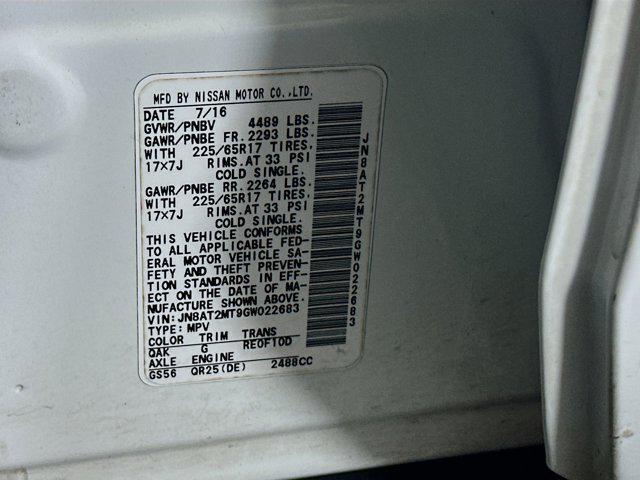 MFD BY NISSAN MOTOR CO.,LTD.
DATE 7/16
GVWR/PNBV 4489 LBS.
GAWR/PNBE FR. 2293 LBS.
WITH 225/65R17 TIRES,
17×7J RIMS.AT 33 PSI
COLD SINGLE.
GAWR/PNBE RR. 2264 LBS.
WITH 225/65R17 TIRES,
17×7J RIMS.AT 33 PSI
COLD SINGLE.
THIS VEHICLE CONFORMS
TO ALL APPLICABLE FED-
ERAL MOTOR VEHICLE SA-
FETY AND THEFT PREVEN-
TION STANDARDS IN EFF-
ECT ON THE DATE OF MA-
NUFACTURE SHOWN ABOVE.
VIN:JN8AT2MT9GW022683
TYPE:MPV
COLOR TRIM TRANS
QAK G RE0F10D
AXLE ENGINE
GS56 QR25(DE) 2488CC
JN8AT2MT9GW022683